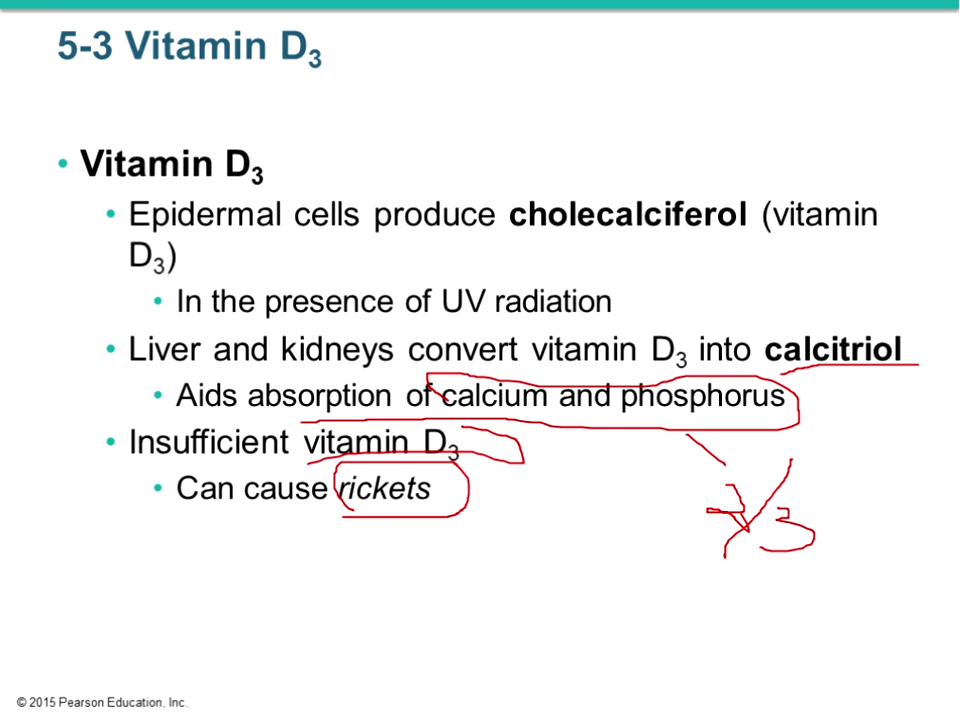 5-3 Vitamin D₃
• Vitamin D₃
• Epidermal cells produce cholecalciferol (vitamin
D₃)
• In the presence of UV radiation
• Liver and kidneys convert vitamin D₃ into calcitriol
• Aids absorption of calcium and phosphorus
• Insufficient vitamin D₃
• Can cause rickets
2/3
© 2015 Pearson Education, Inc.